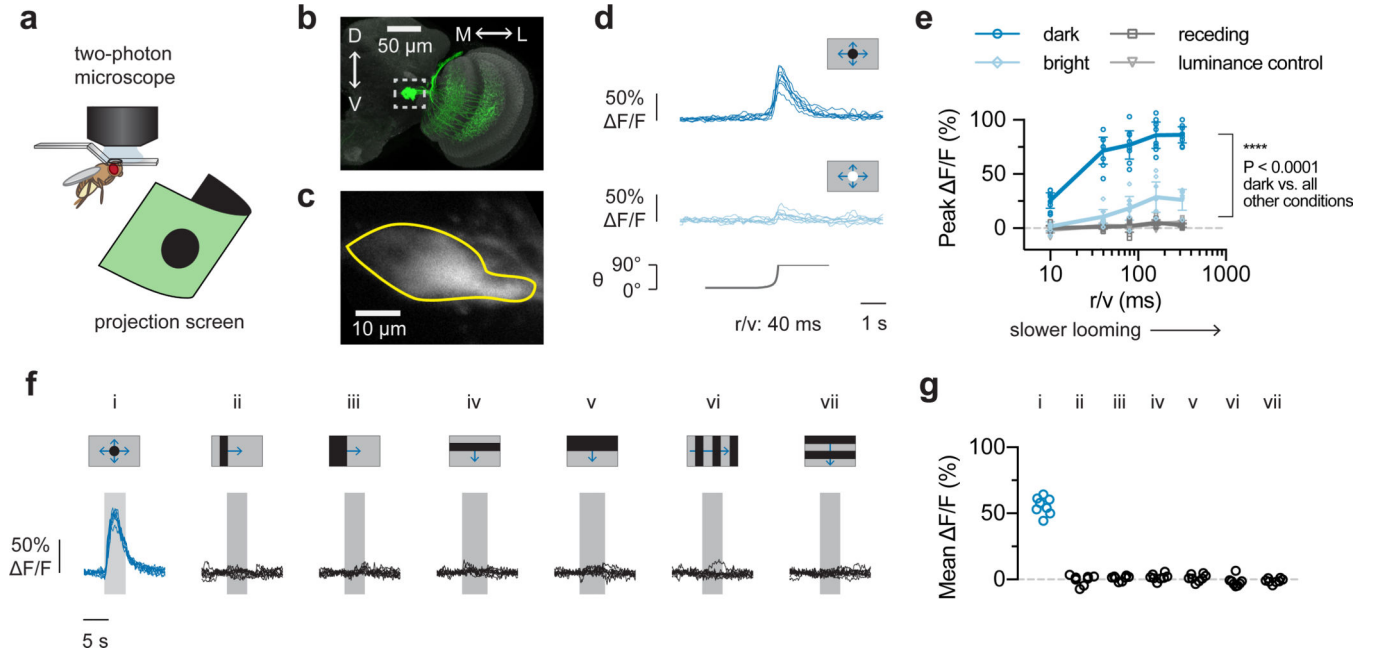 a
two-photon
microscope
projection screen
b
D
V
50 µm
M
L
c
10 µm
d
50%
ΔF/F
50%
ΔF/F
θ
90°
0°
r/v: 40 ms
1 s
e
dark
bright
receding
luminance control
Peak ΔF/F (%)
100
50
0
10
100
1000
r/v (ms)
slower looming
****
P < 0.0001
dark vs. all
other conditions
f
i
ii
iii
iv
v
vi
vii
50%
ΔF/F
5 s
g
i
ii
iii
iv
v
vi
vii
Mean ΔF/F (%)
100
50
0